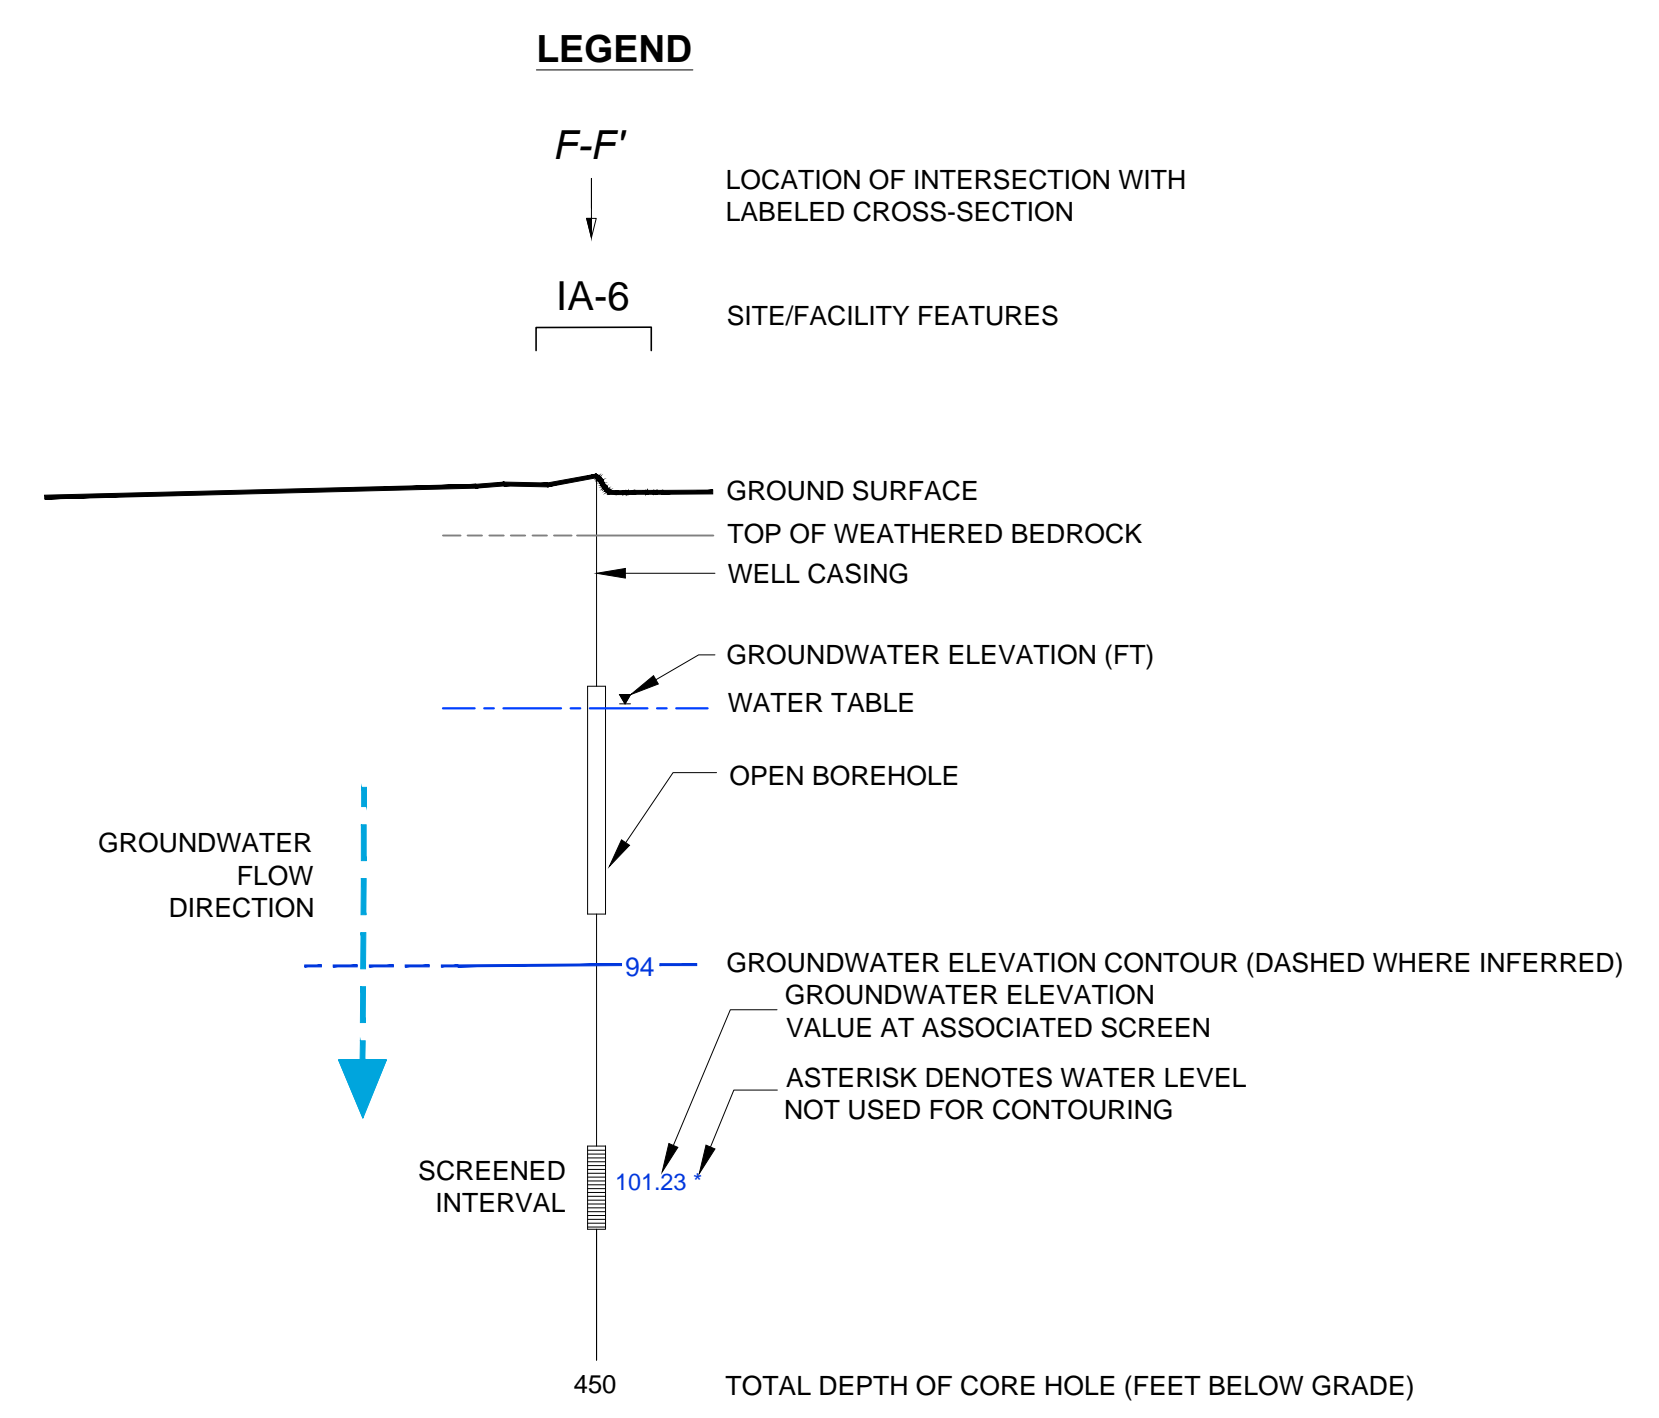 LEGEND
F-F'
LOCATION OF INTERSECTION WITH
LABELED CROSS-SECTION
IA-6
SITE/FACILITY FEATURES
GROUND SURFACE
TOP OF WEATHERED BEDROCK
WELL CASING
GROUNDWATER ELEVATION (FT)
WATER TABLE
OPEN BOREHOLE
GROUNDWATER
FLOW
DIRECTION
94
GROUNDWATER ELEVATION CONTOUR (DASHED WHERE INFERRED)
GROUNDWATER ELEVATION
VALUE AT ASSOCIATED SCREEN
ASTERISK DENOTES WATER LEVEL
NOT USED FOR CONTOURING
SCREENED
INTERVAL
101.23 *
450
TOTAL DEPTH OF CORE HOLE (FEET BELOW GRADE)